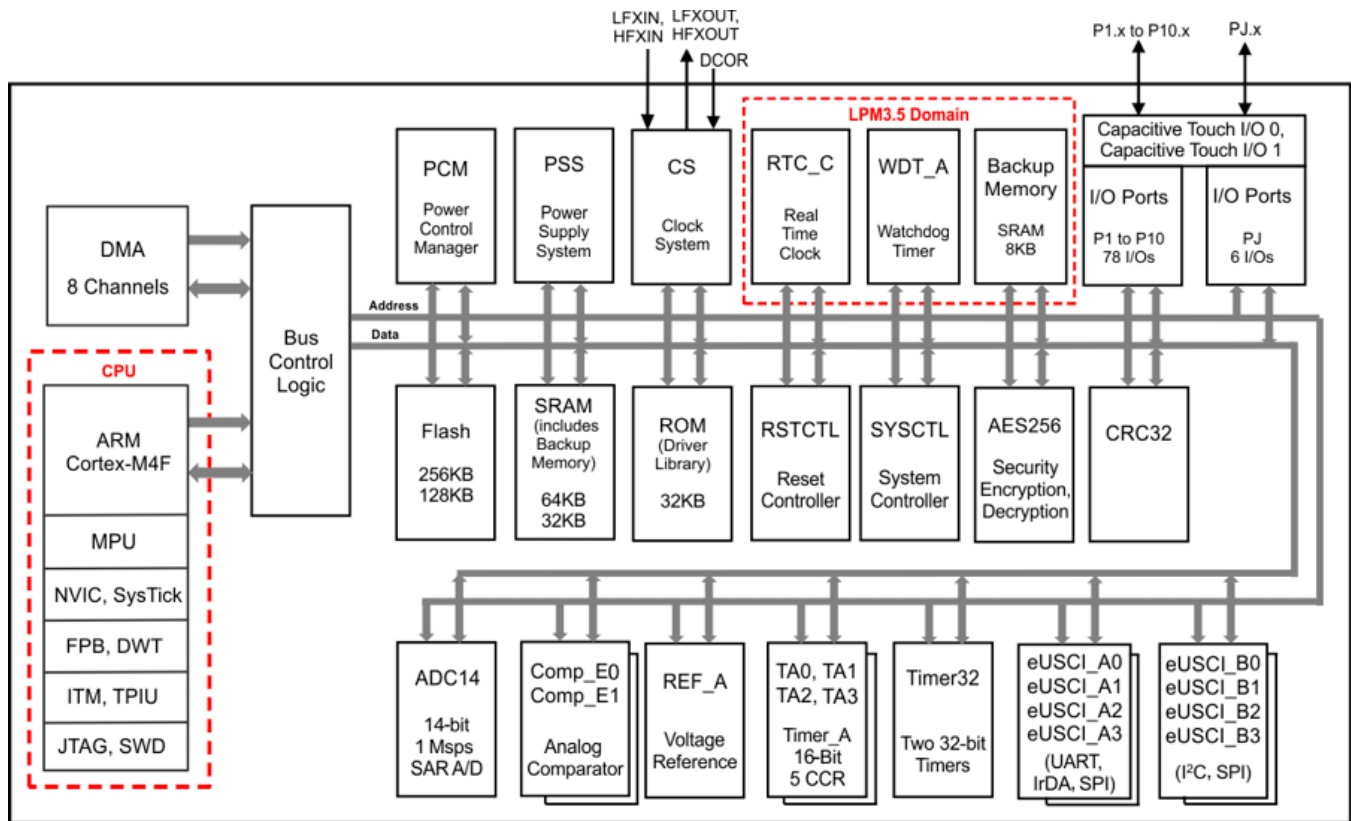 LFXIN,
HFXIN
LFXOUT,
HFXOUT
DCOR
P1.x to P10.x
PJ.x
LPM3.5 Domain
Capacitive Touch I/O 0,
Capacitive Touch I/O 1
PCM
Power
Control
Manager
PSS
Power
Supply
System
CS
Clock
System
RTC_C
Real
Time
Clock
WDT_A
Watchdog
Timer
Backup
Memory
SRAM
8KB
I/O Ports
P1 to P10
78 I/Os
I/O Ports
PJ
6 I/Os
DMA
8 Channels
Bus
Control
Logic
Address
Data
CPU
ARM
Cortex-M4F
MPU
NVIC, SysTick
FPB, DWT
ITM, TPIU
JTAG, SWD
Flash
256KB
128KB
SRAM
(includes
Backup
Memory)
64KB
32KB
ROM
(Driver
Library)
32KB
RSTCTL
Reset
Controller
SYSCTL
System
Controller
AES256
Security
Encryption,
Decryption
CRC32
ADC14
14-bit
1 Msps
SAR A/D
Comp_E0
Comp_E1
Analog
Comparator
REF_A
Voltage
Reference
TA0, TA1
TA2, TA3
Timer_A
16-Bit
5 CCR
Timer32
Two 32-bit
Timers
eUSCI_A0
eUSCI_A1
eUSCI_A2
eUSCI_A3
(UART,
IrDA, SPI)
eUSCI_B0
eUSCI_B1
eUSCI_B2
eUSCI_B3
(I²C, SPI)